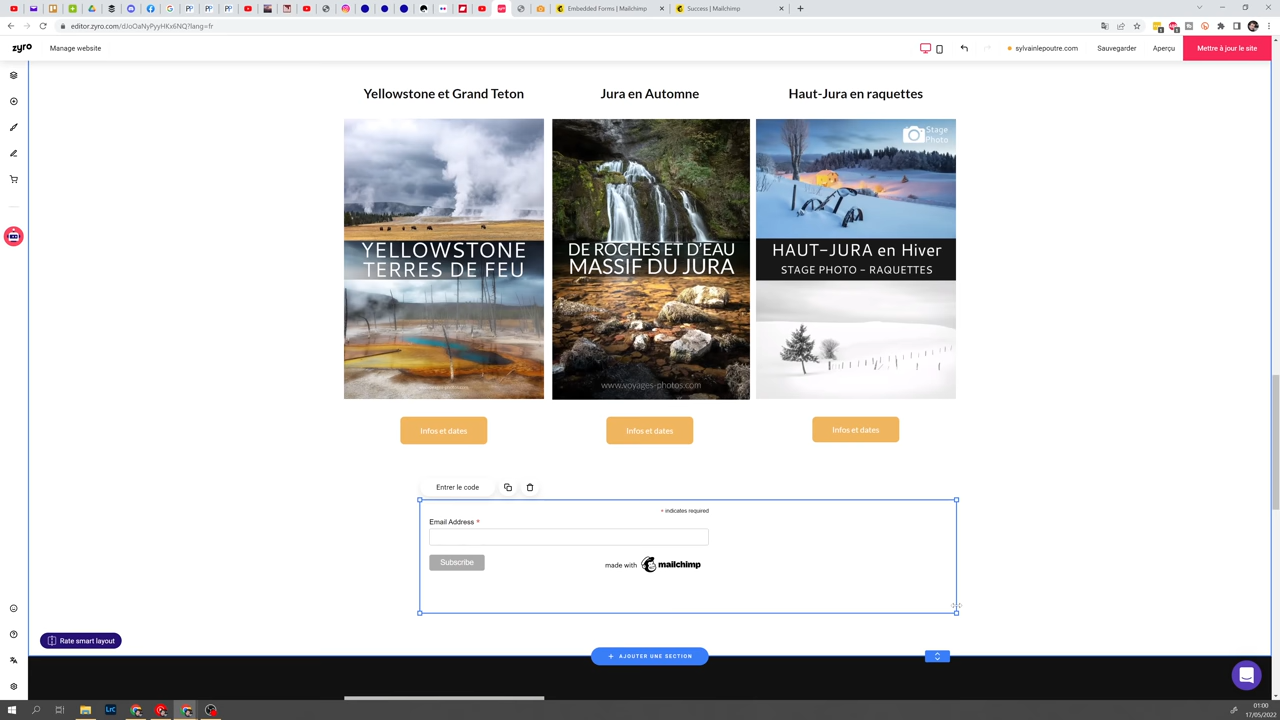 Embedded Forms | Mailchimp
Success | Mailchimp
editor.zyro.com/dJoOaNyPyyHKx6NQ?lang=fr
zyro
Manage website
sylvainlepoutre.com
Sauvegarder
Aperçu
Mettre à jour le site
Yellowstone et Grand Teton
Jura en Automne
Haut-Jura en raquettes
Stage
Photo
YELLOWSTONE
TERRES DE FEU
DE ROCHES ET D'EAU
MASSIF DU JURA
HAUT-JURA en Hiver
STAGE PHOTO - RAQUETTES
www.voyages-photos.com
Infos et dates
Infos et dates
Infos et dates
Entrer le code
* indicates required
Email Address *
Subscribe
made with mailchimp
Rate smart layout
+ AJOUTER UNE SECTION
LrC
01:00
17/05/2022